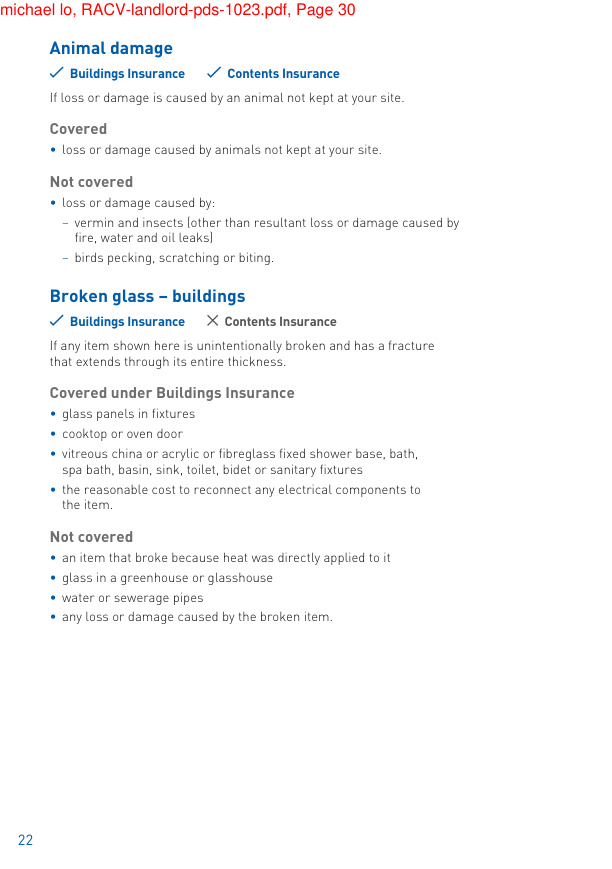 michael lo, RACV-landlord-pds-1023.pdf, Page 30
Animal damage
✓ Buildings Insurance ✓ Contents Insurance
If loss or damage is caused by an animal not kept at your site.
Covered
• loss or damage caused by animals not kept at your site.
Not covered
• loss or damage caused by:
– vermin and insects (other than resultant loss or damage caused by
fire, water and oil leaks)
– birds pecking, scratching or biting.
Broken glass – buildings
✓ Buildings Insurance ✕ Contents Insurance
If any item shown here is unintentionally broken and has a fracture
that extends through its entire thickness.
Covered under Buildings Insurance
• glass panels in fixtures
• cooktop or oven door
• vitreous china or acrylic or fibreglass fixed shower base, bath,
spa bath, basin, sink, toilet, bidet or sanitary fixtures
• the reasonable cost to reconnect any electrical components to
the item.
Not covered
• an item that broke because heat was directly applied to it
• glass in a greenhouse or glasshouse
• water or sewerage pipes
• any loss or damage caused by the broken item.
22